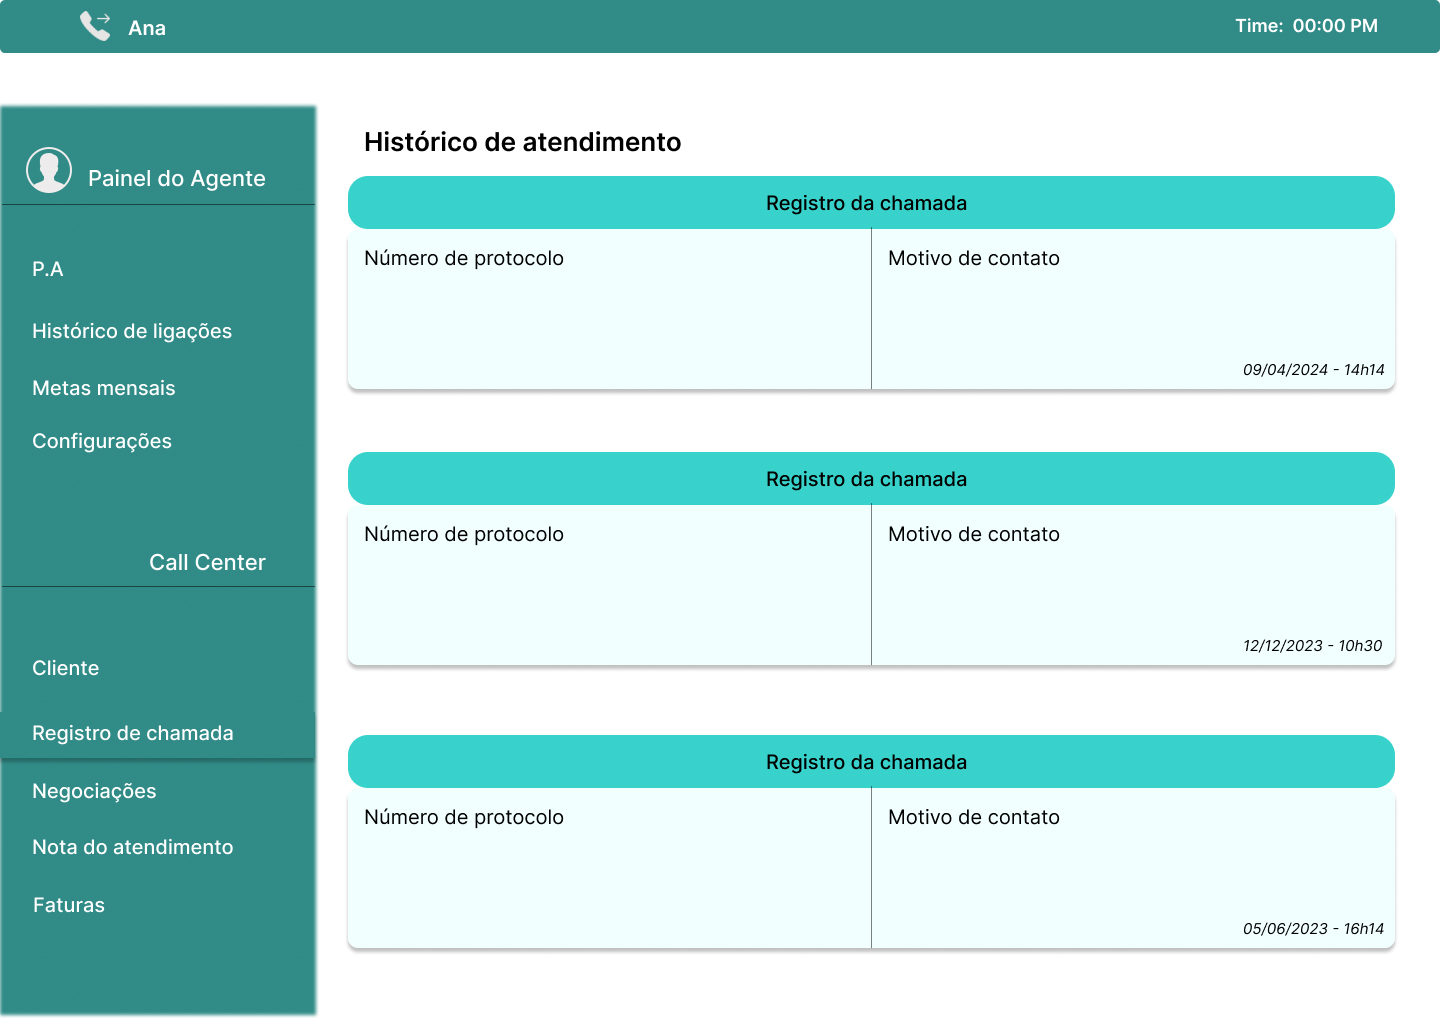 Ana
Time:  00:00 PM
Painel do Agente
P.A
Histórico de ligações
Metas mensais
Configurações
Call Center
Cliente
Registro de chamada
Negociações
Nota do atendimento
Faturas
Histórico de atendimento
Registro da chamada
Número de protocolo
Motivo de contato
09/04/2024 - 14h14
Registro da chamada
Número de protocolo
Motivo de contato
12/12/2023 - 10h30
Registro da chamada
Número de protocolo
Motivo de contato
05/06/2023 - 16h14